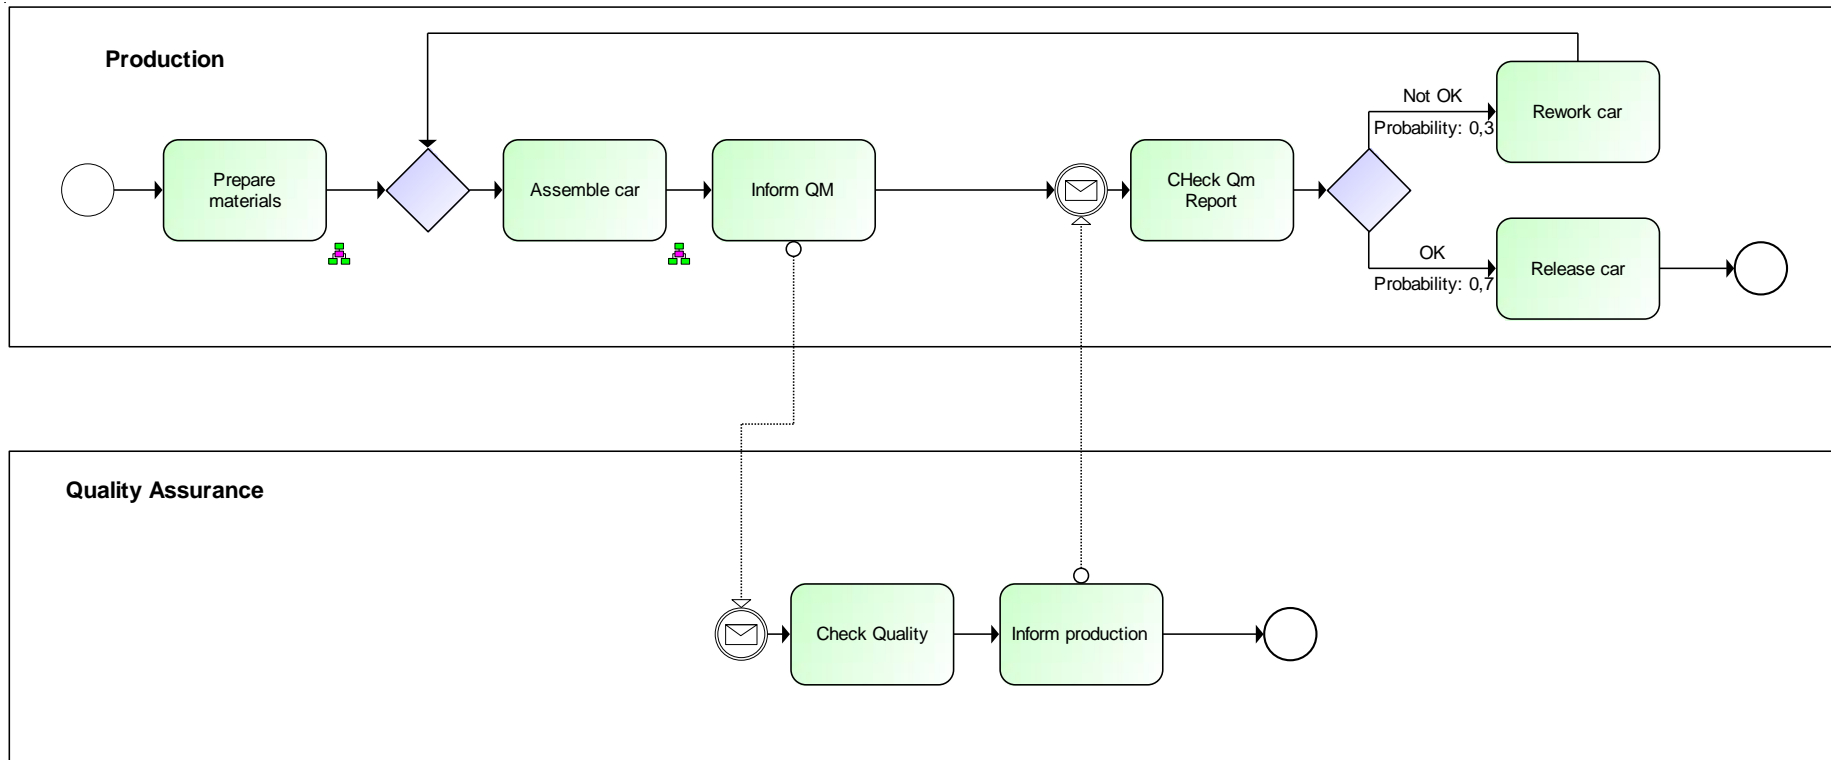 Production
Prepare
materials
Assemble car
Inform QM
CHeck Qm
Report
Not OK
Probability: 0,3
Rework car
OK
Probability: 0,7
Release car
Quality Assurance
Check Quality
Inform production